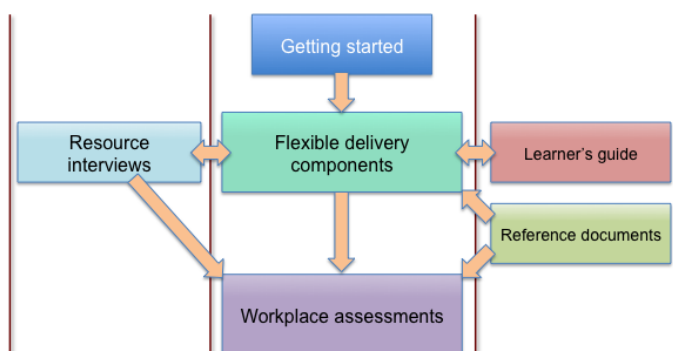 Getting started
Resource
interviews
Flexible delivery
components
Learner's guide
Reference documents
Workplace assessments